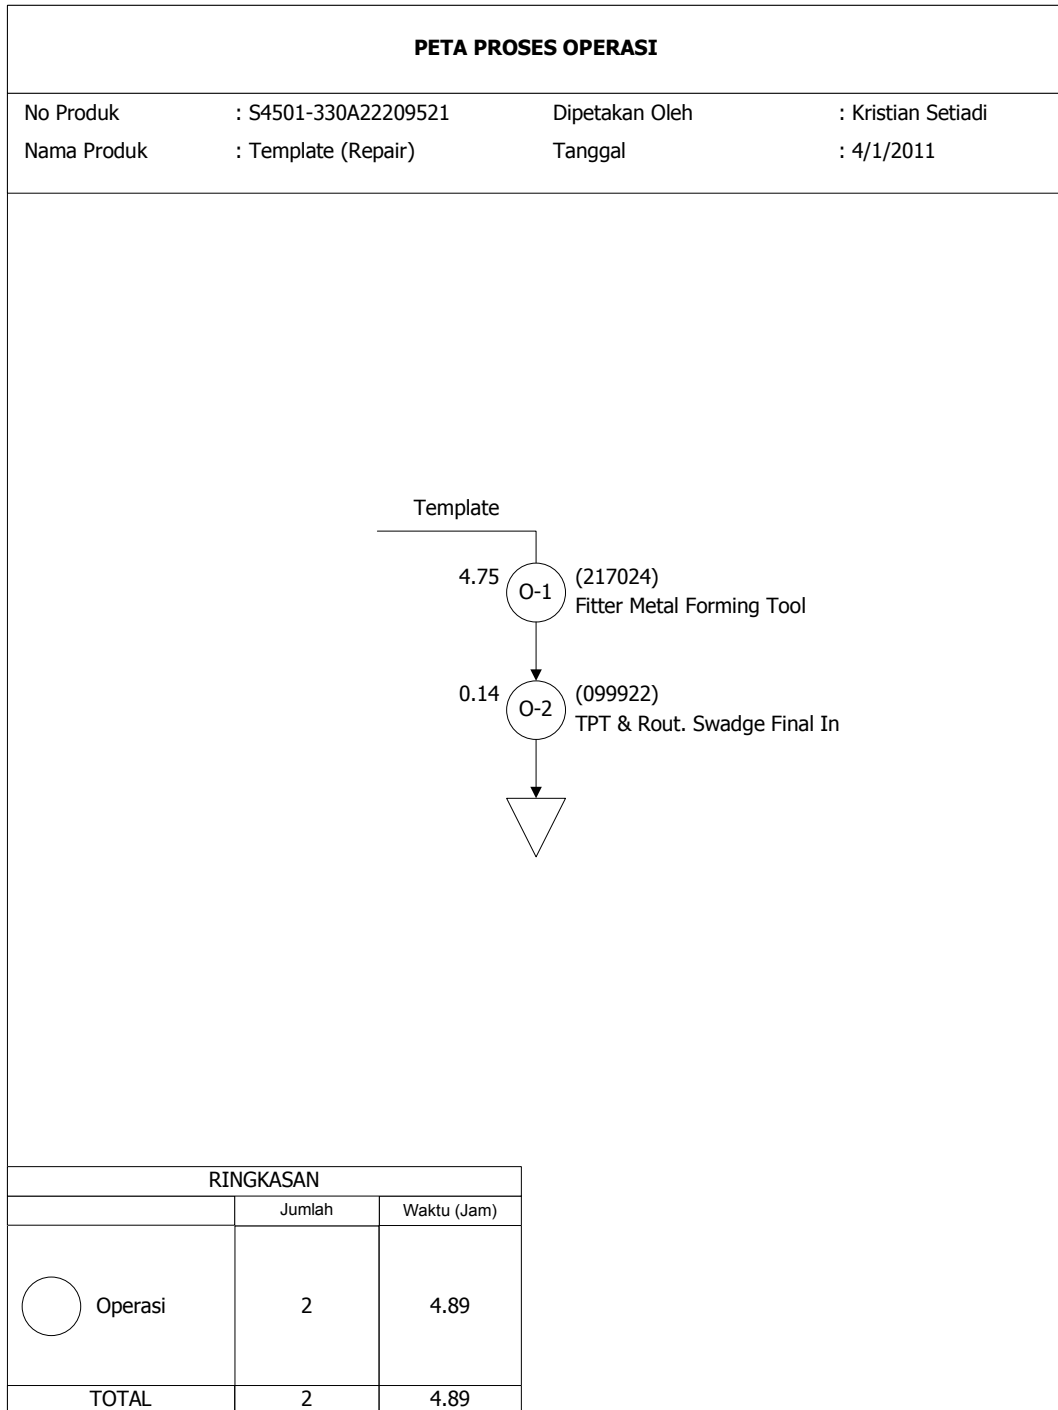 PETA PROSES OPERASI
No Produk : S4501-330A22209521 Dipetakan Oleh : Kristian Setiadi
Nama Produk : Template (Repair) Tanggal : 4/1/2011
Template
4.75 O-1 (217024)
Fitter Metal Forming Tool
0.14 O-2 (099922)
TPT & Rout. Swadge Final In
RINGKASAN
Jumlah Waktu (Jam)
Operasi 2 4.89
TOTAL 2 4.89